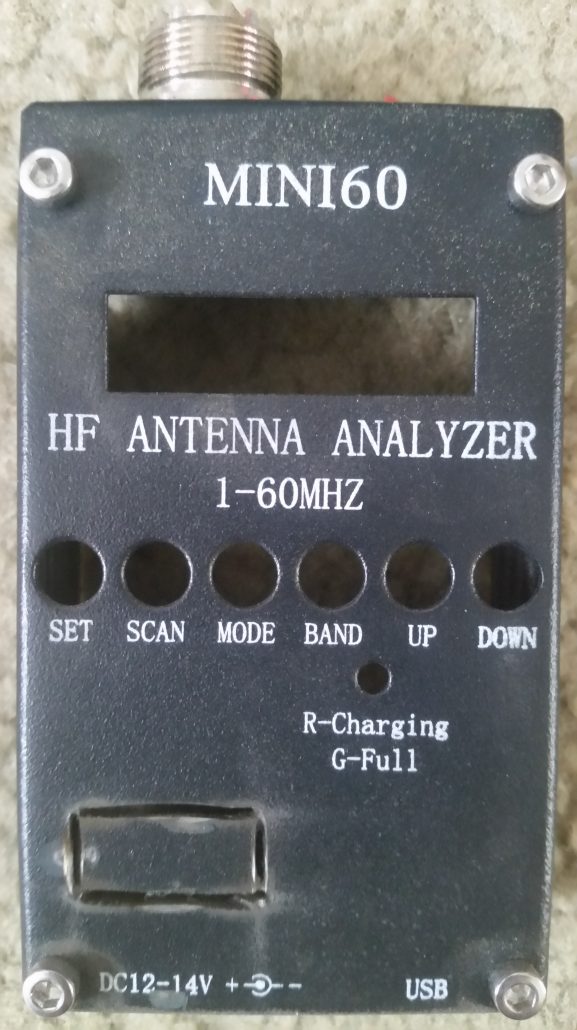 MINI60
HF ANTENNA ANALYZER
1-60MHZ
SET SCAN MODE BAND UP DOWN
R-Charging
G-Full
DC12-14V + - USB